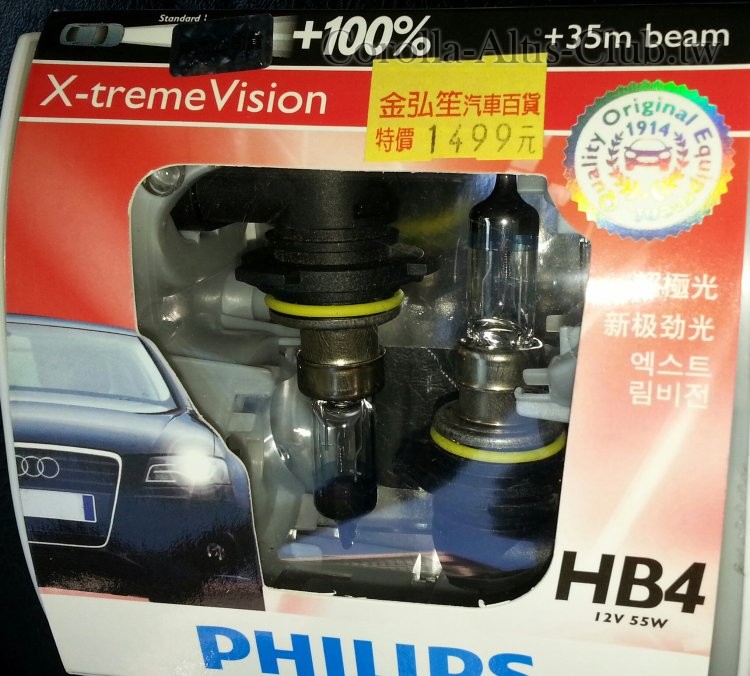 Standard
+100%
+35m beam
Corolla-Altis-Club.tw
X-tremeVision
金弘笙汽車百貨
特價 1499元
Quality Original Equipment
1914
極光
新极劲光
엑스트
림비전
HB4
12V 55W
PHILIPS